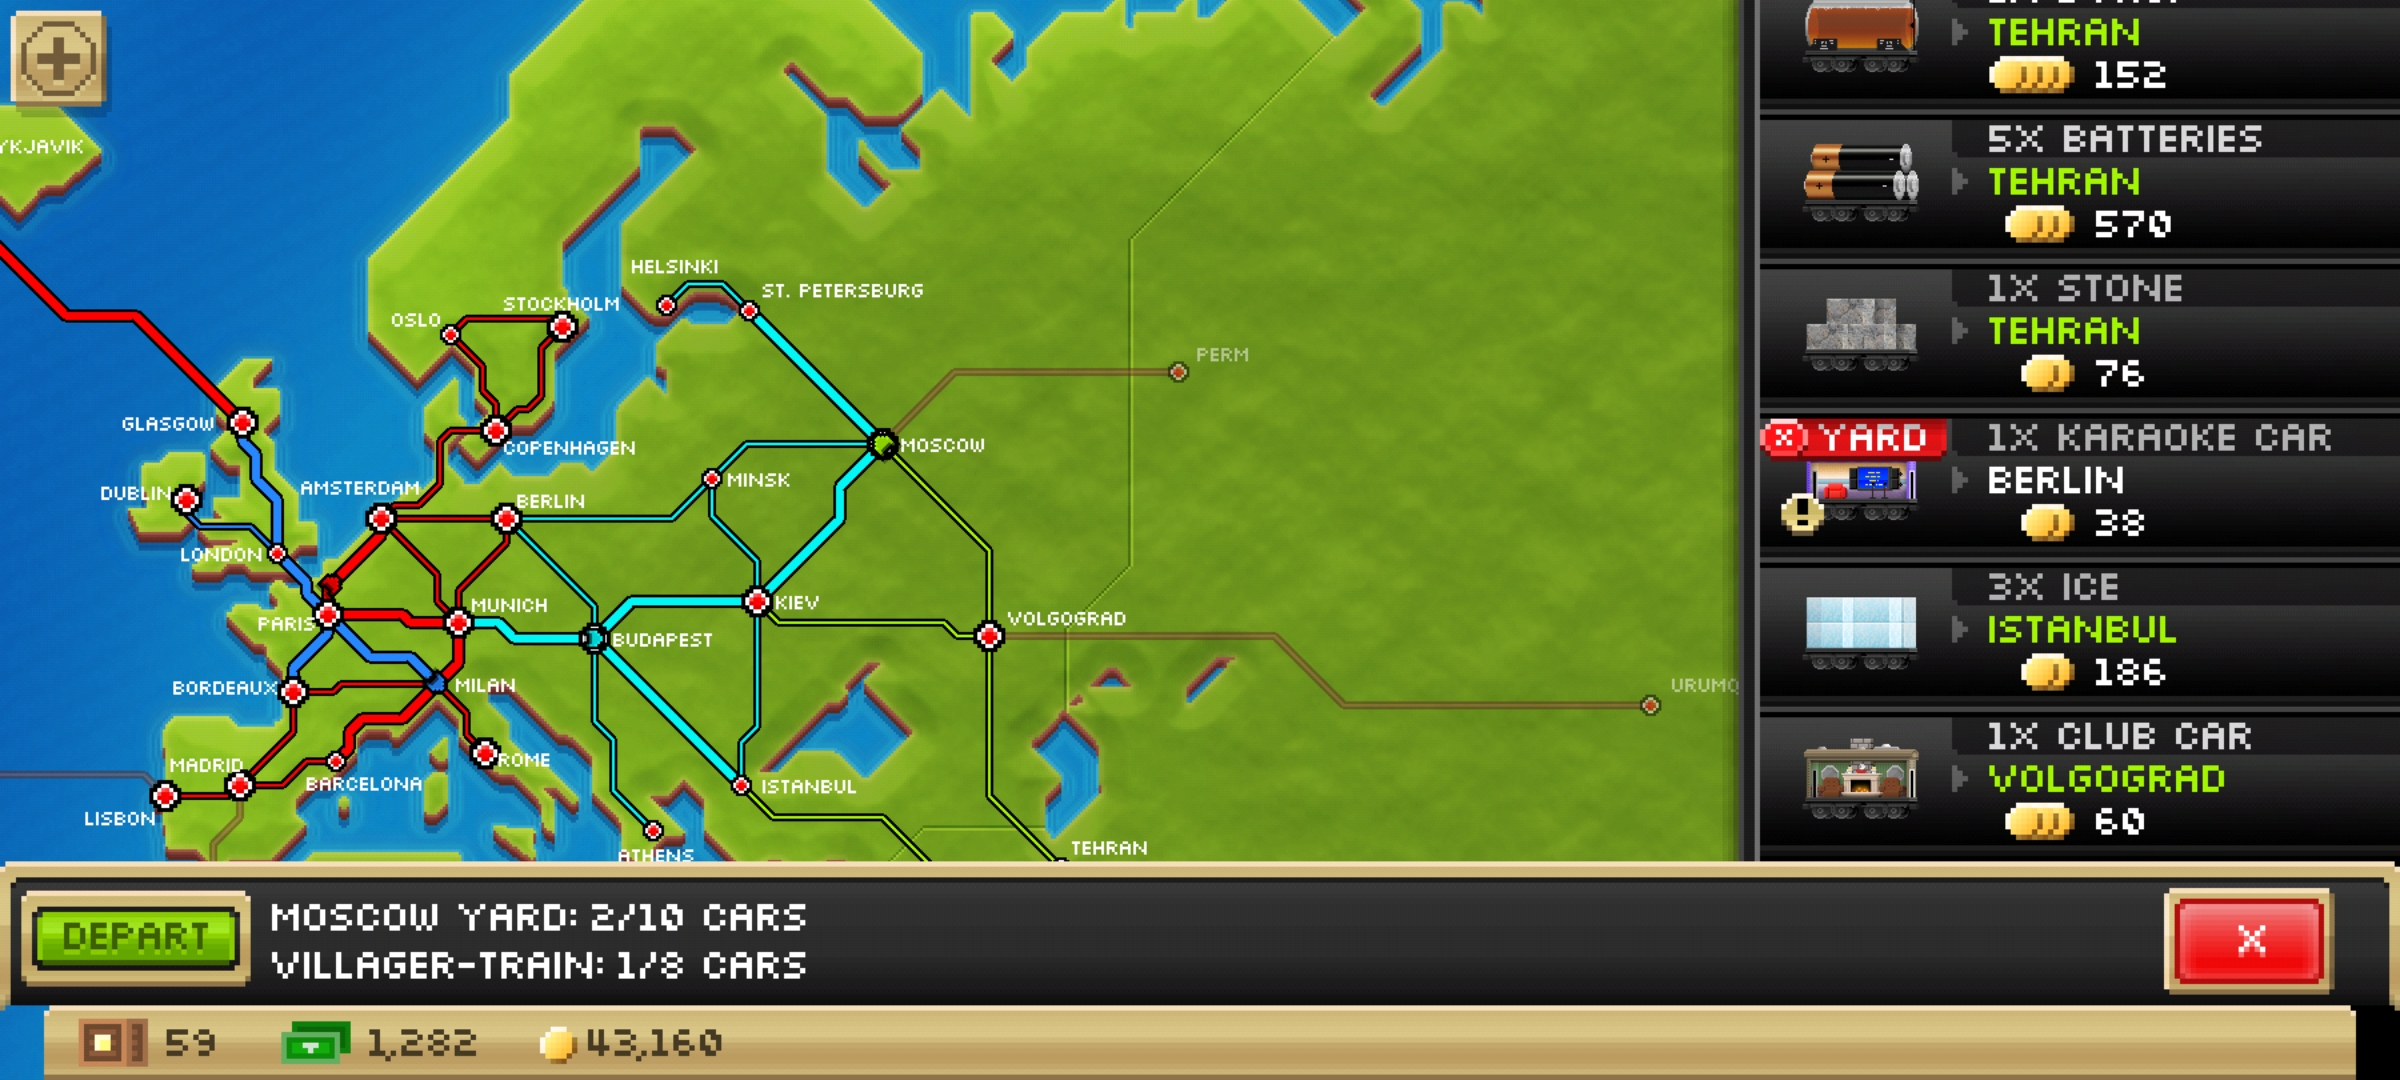 YKJAVIK
HELSINKI
ST. PETERSBURG
STOCKHOLM
OSLO
PERM
GLASGOW
COPENHAGEN
MOSCOW
DUBLIN
AMSTERDAM
BERLIN
MINSK
LONDON
PARIS
MUNICH
KIEV
BUDAPEST
VOLGOGRAD
BORDEAUX
MILAN
URUMQ
MADRID
ROME
BARCELONA
ISTANBUL
LISBON
ATHENS
TEHRAN
TEHRAN
152
5X BATTERIES
TEHRAN
570
1X STONE
TEHRAN
76
YARD
1X KARAOKE CAR
BERLIN
38
3X ICE
ISTANBUL
186
1X CLUB CAR
VOLGOGRAD
60
DEPART
MOSCOW YARD: 2/10 CARS
VILLAGER-TRAIN: 1/8 CARS
X
59
1,282
43,160